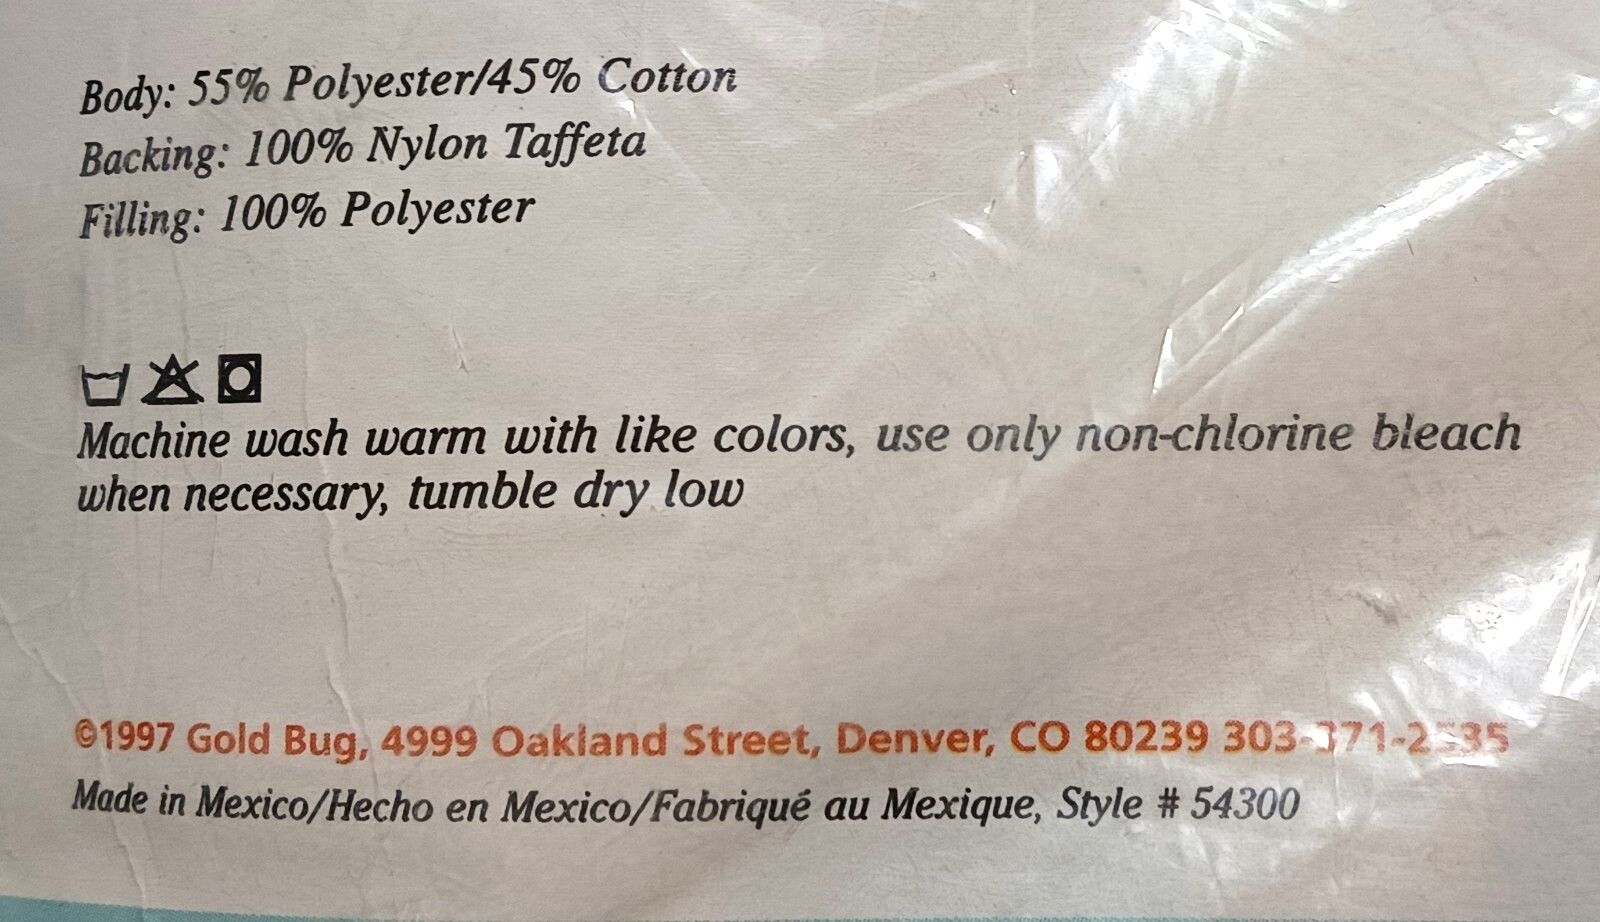 Body: 55% Polyester/45% Cotton
Backing: 100% Nylon Taffeta
Filling: 100% Polyester
Machine wash warm with like colors, use only non-chlorine bleach
when necessary, tumble dry low
©1997 Gold Bug, 4999 Oakland Street, Denver, CO 80239
Made in Mexico/Hecho en Mexico/Fabriqué au Mexique, Style # 54300